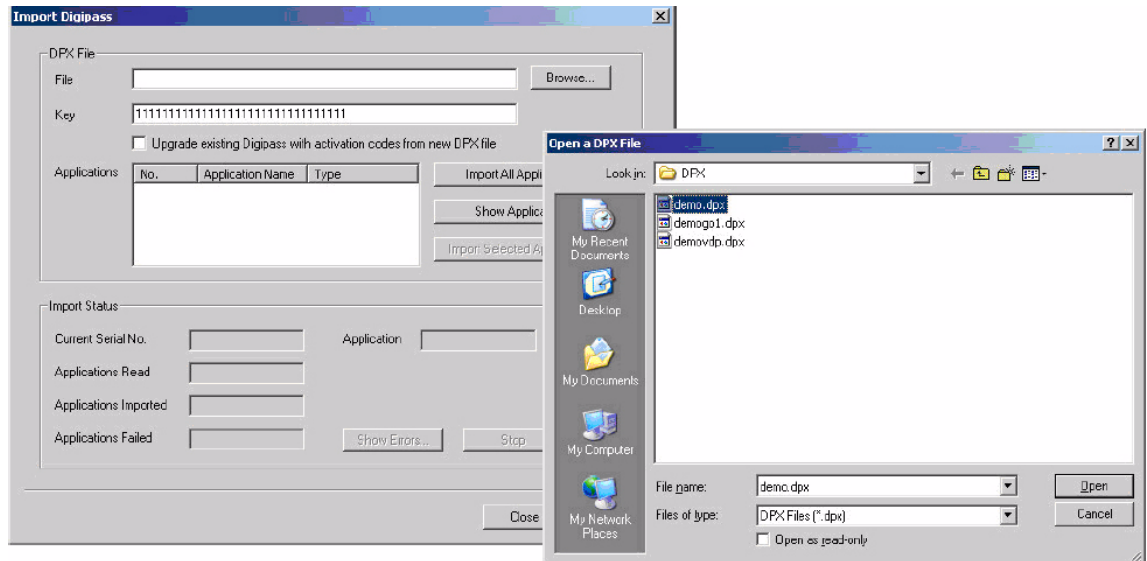 Import Digipass
DPX File
File
Browse...
Key
11111111111111111111111111111111
Upgrade existing Digipass with activation codes from new DPX file
Applications
No.
Application Name
Type
Import All Appli
Show Applica
Import Selected Ap
Import Status
Current Serial No.
Application
Applications Read
Applications Imported
Applications Failed
Show Errors...
Stop
Close
Open a DPX File
Look in:
DPX
demo.dpx
demogo1.dpx
demovdp.dpx
My Recent
Documents
Desktop
My Documents
My Computer
My Network
Places
File name:
demo.dpx
Open
Files of type:
DPX Files (*.dpx)
Cancel
Open as read-only